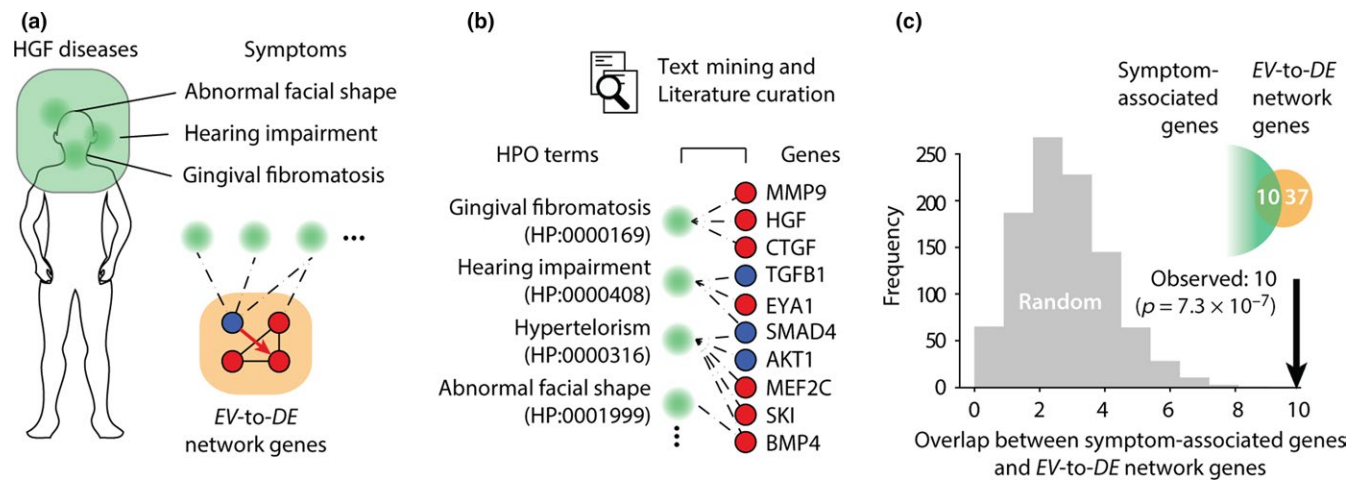 (a)
HGF diseases
Symptoms
Abnormal facial shape
Hearing impairment
Gingival fibromatosis
•••
EV-to-DE
network genes
(b)
Text mining and
Literature curation
HPO terms
Genes
Gingival fibromatosis
(HP:0000169)
Hearing impairment
(HP:0000408)
Hypertelorism
(HP:0000316)
Abnormal facial shape
(HP:0001999)
MMP9
HGF
CTGF
TGFB1
EYA1
SMAD4
AKT1
MEF2C
SKI
BMP4
(c)
Symptom-
associated
genes
EV-to-DE
network
genes
10 37
Observed: 10
(p = 7.3 × 10⁻⁷)
Random
Frequency
250
200
150
100
50
0
0 2 4 6 8 10
Overlap between symptom-associated genes
and EV-to-DE network genes